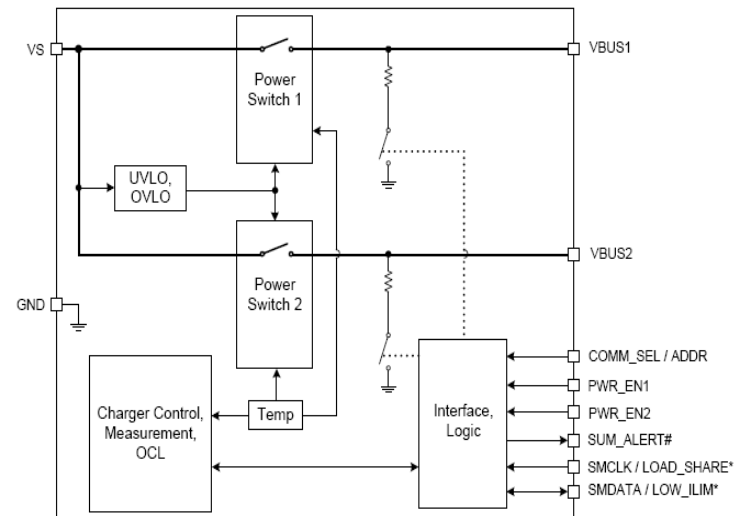 VS
VBUS1
Power
Switch 1
UVLO,
OVLO
VBUS2
Power
Switch 2
GND
COMM_SEL / ADDR
PWR_EN1
Charger Control,
Measurement,
OCL
Temp
Interface,
Logic
PWR_EN2
SUM_ALERT#
SMCLK / LOAD_SHARE*
SMDATA / LOW_ILIM*